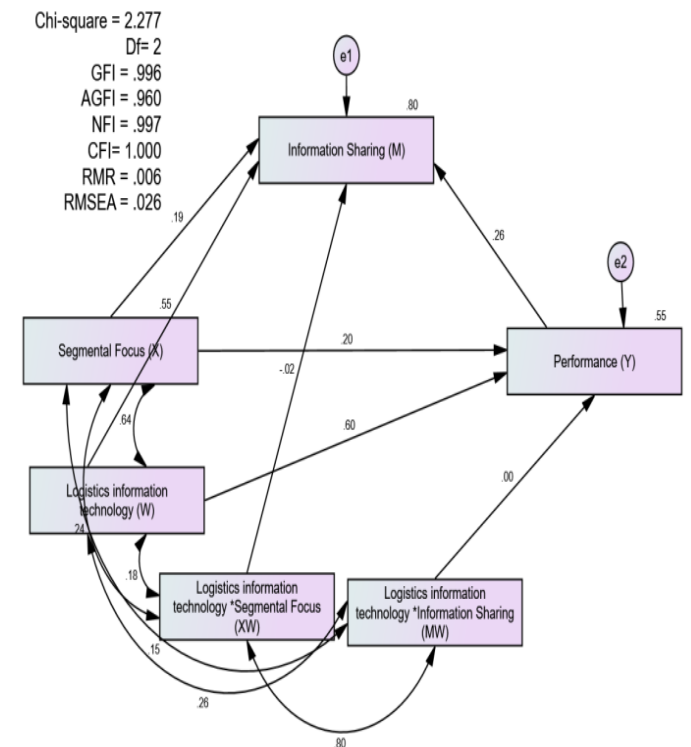 Chi-square = 2.277
Df= 2
GFI = .996
AGFI = .960
NFI = .997
CFI= 1.000
RMR = .006
RMSEA = .026
e1
.80
Information Sharing (M)
.19
.26
e2
.55
.55
Segmental Focus (X)
.20
Performance (Y)
-.02
.64
.60
Logistics information
technology (W)
.00
.24
.18
Logistics information
technology *Segmental Focus
(XW)
Logistics information
technology *Information Sharing
(MW)
.15
.26
.80